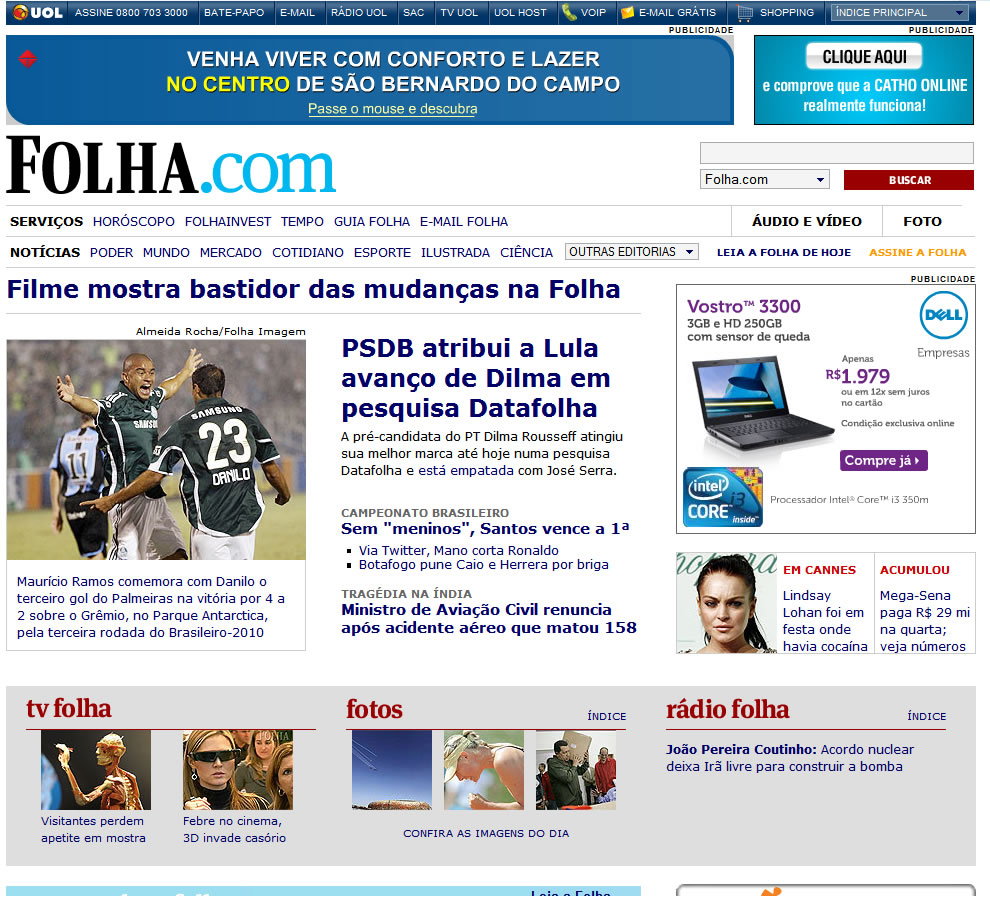 UOL ASSINE 0800 703 3000 BATE-PAPO E-MAIL RÁDIO UOL SAC TV UOL UOL HOST VOIP E-MAIL GRÁTIS SHOPPING ÍNDICE PRINCIPAL
PUBLICIDADE PUBLICIDADE
VENHA VIVER COM CONFORTO E LAZER
NO CENTRO DE SÃO BERNARDO DO CAMPO
Passe o mouse e descubra
CLIQUE AQUI
e comprove que a CATHO ONLINE
realmente funciona!
FOLHA.com
Folha.com BUSCAR
SERVIÇOS HORÓSCOPO FOLHAINVEST TEMPO GUIA FOLHA E-MAIL FOLHA ÁUDIO E VÍDEO FOTO
NOTÍCIAS PODER MUNDO MERCADO COTIDIANO ESPORTE ILUSTRADA CIÊNCIA OUTRAS EDITORIAS LEIA A FOLHA DE HOJE ASSINE A FOLHA
Filme mostra bastidor das mudanças na Folha
Almeida Rocha/Folha Imagem
SAMSUNG
SAMSUNG
23
DANILO
11
Maurício Ramos comemora com Danilo o
terceiro gol do Palmeiras na vitória por 4 a
2 sobre o Grêmio, no Parque Antarctica,
pela terceira rodada do Brasileiro-2010
PSDB atribui a Lula
avanço de Dilma em
pesquisa Datafolha
A pré-candidata do PT Dilma Rousseff atingiu
sua melhor marca até hoje numa pesquisa
Datafolha e está empatada com José Serra.
CAMPEONATO BRASILEIRO
Sem "meninos", Santos vence a 1ª
Via Twitter, Mano corta Ronaldo
Botafogo pune Caio e Herrera por briga
TRAGÉDIA NA ÍNDIA
Ministro de Aviação Civil renuncia
após acidente aéreo que matou 158
PUBLICIDADE
Vostro™ 3300
3GB e HD 250GB
com sensor de queda
DELL
Empresas
Apenas
R$1.979
ou em 12x sem juros
no cartão
Condição exclusiva online
Compre já
intel
CORE i3
inside™
Processador Intel® Core™ i3 350m
EM CANNES
Lindsay
Lohan foi em
festa onde
havia cocaína
ACUMULOU
Mega-Sena
paga R$ 29 mi
na quarta;
veja números
tv folha
Visitantes perdem
apetite em mostra
FOLHA
Febre no cinema,
3D invade casório
fotos
ÍNDICE
CONFIRA AS IMAGENS DO DIA
rádio folha
ÍNDICE
João Pereira Coutinho: Acordo nuclear
deixa Irã livre para construir a bomba
Leia a Folha